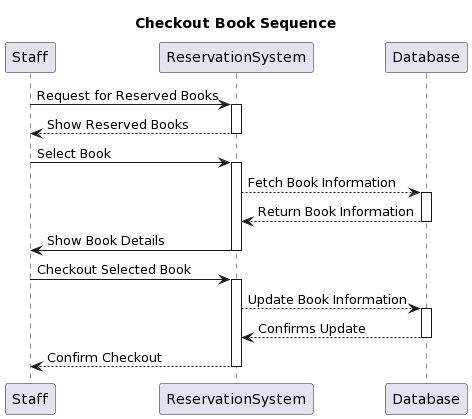 Checkout Book Sequence
Staff ReservationSystem Database
Request for Reserved Books
Show Reserved Books
Select Book
Fetch Book Information
Return Book Information
Show Book Details
Checkout Selected Book
Update Book Information
Confirms Update
Confirm Checkout
Staff ReservationSystem Database